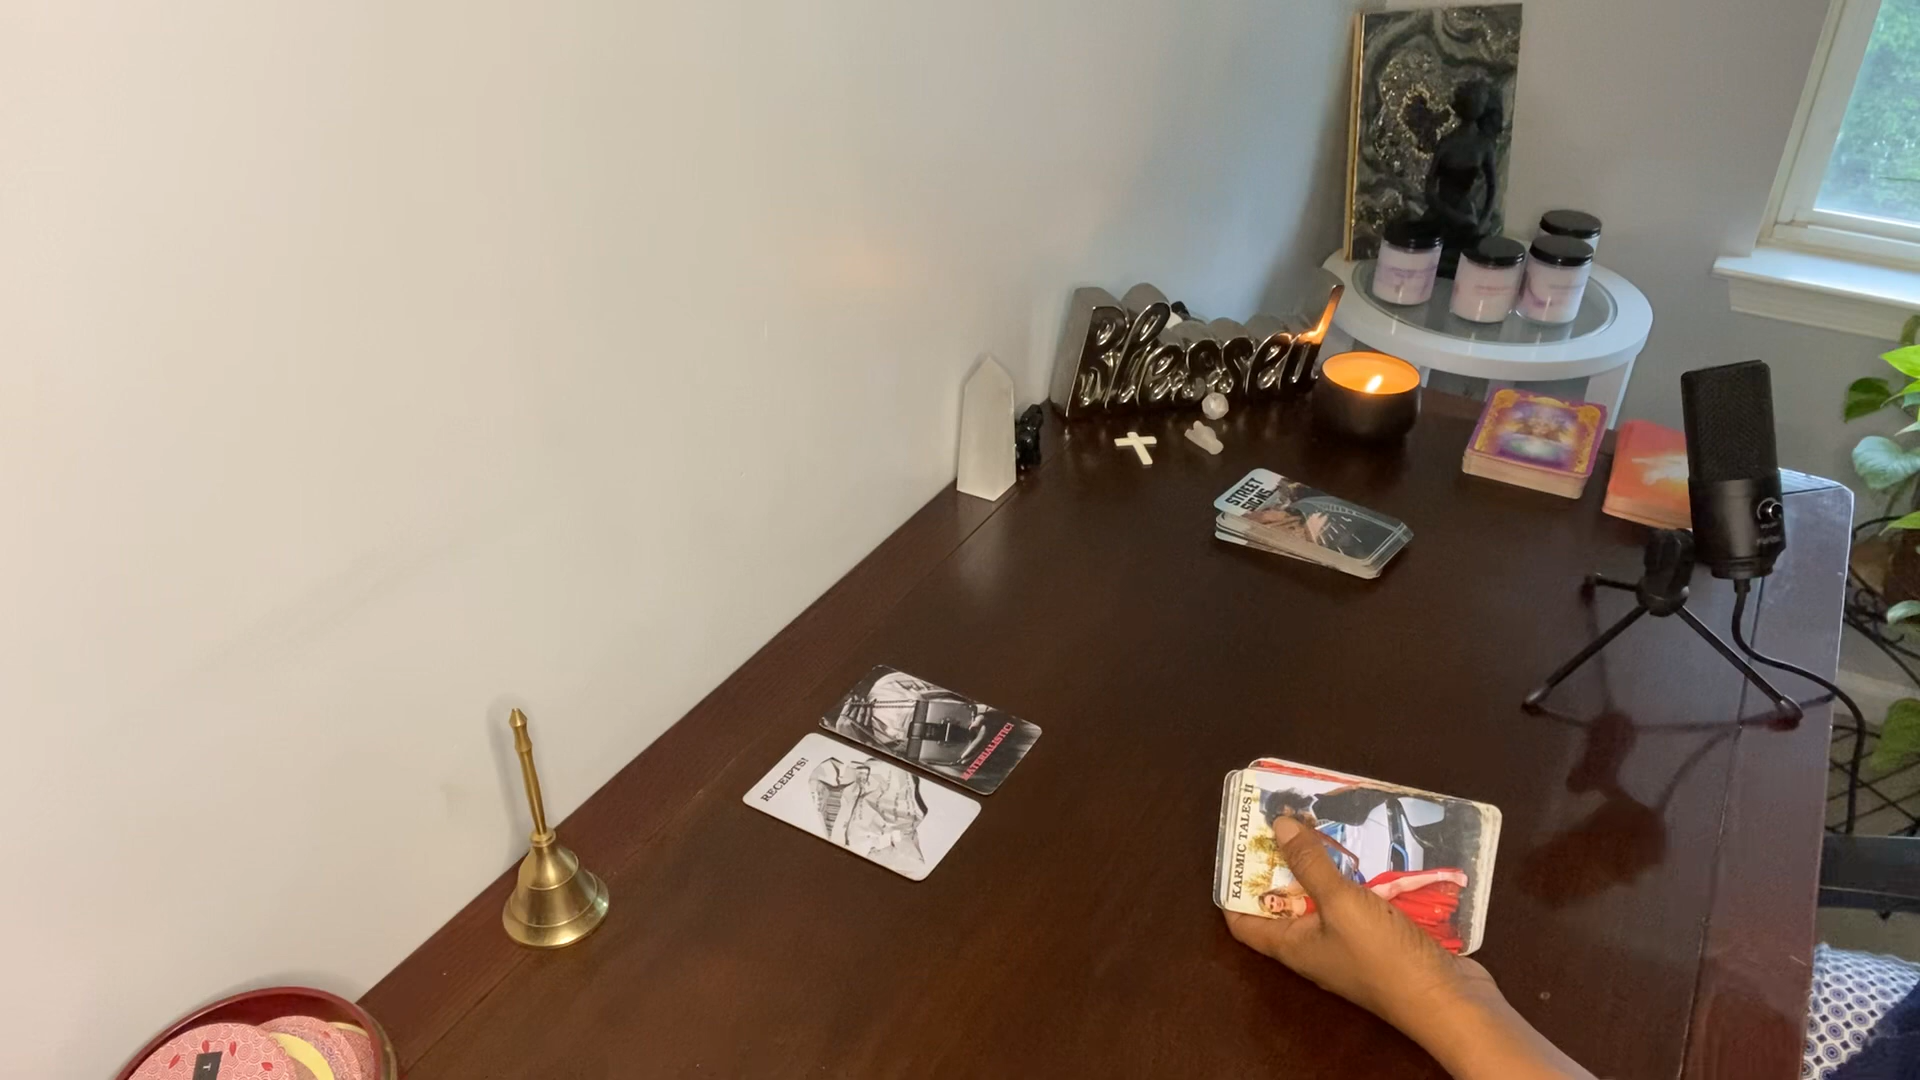 Blessed
STREET
SIGNS
MATERIALISTIC!
RECEIPTS!
KARMIC TALES II
T